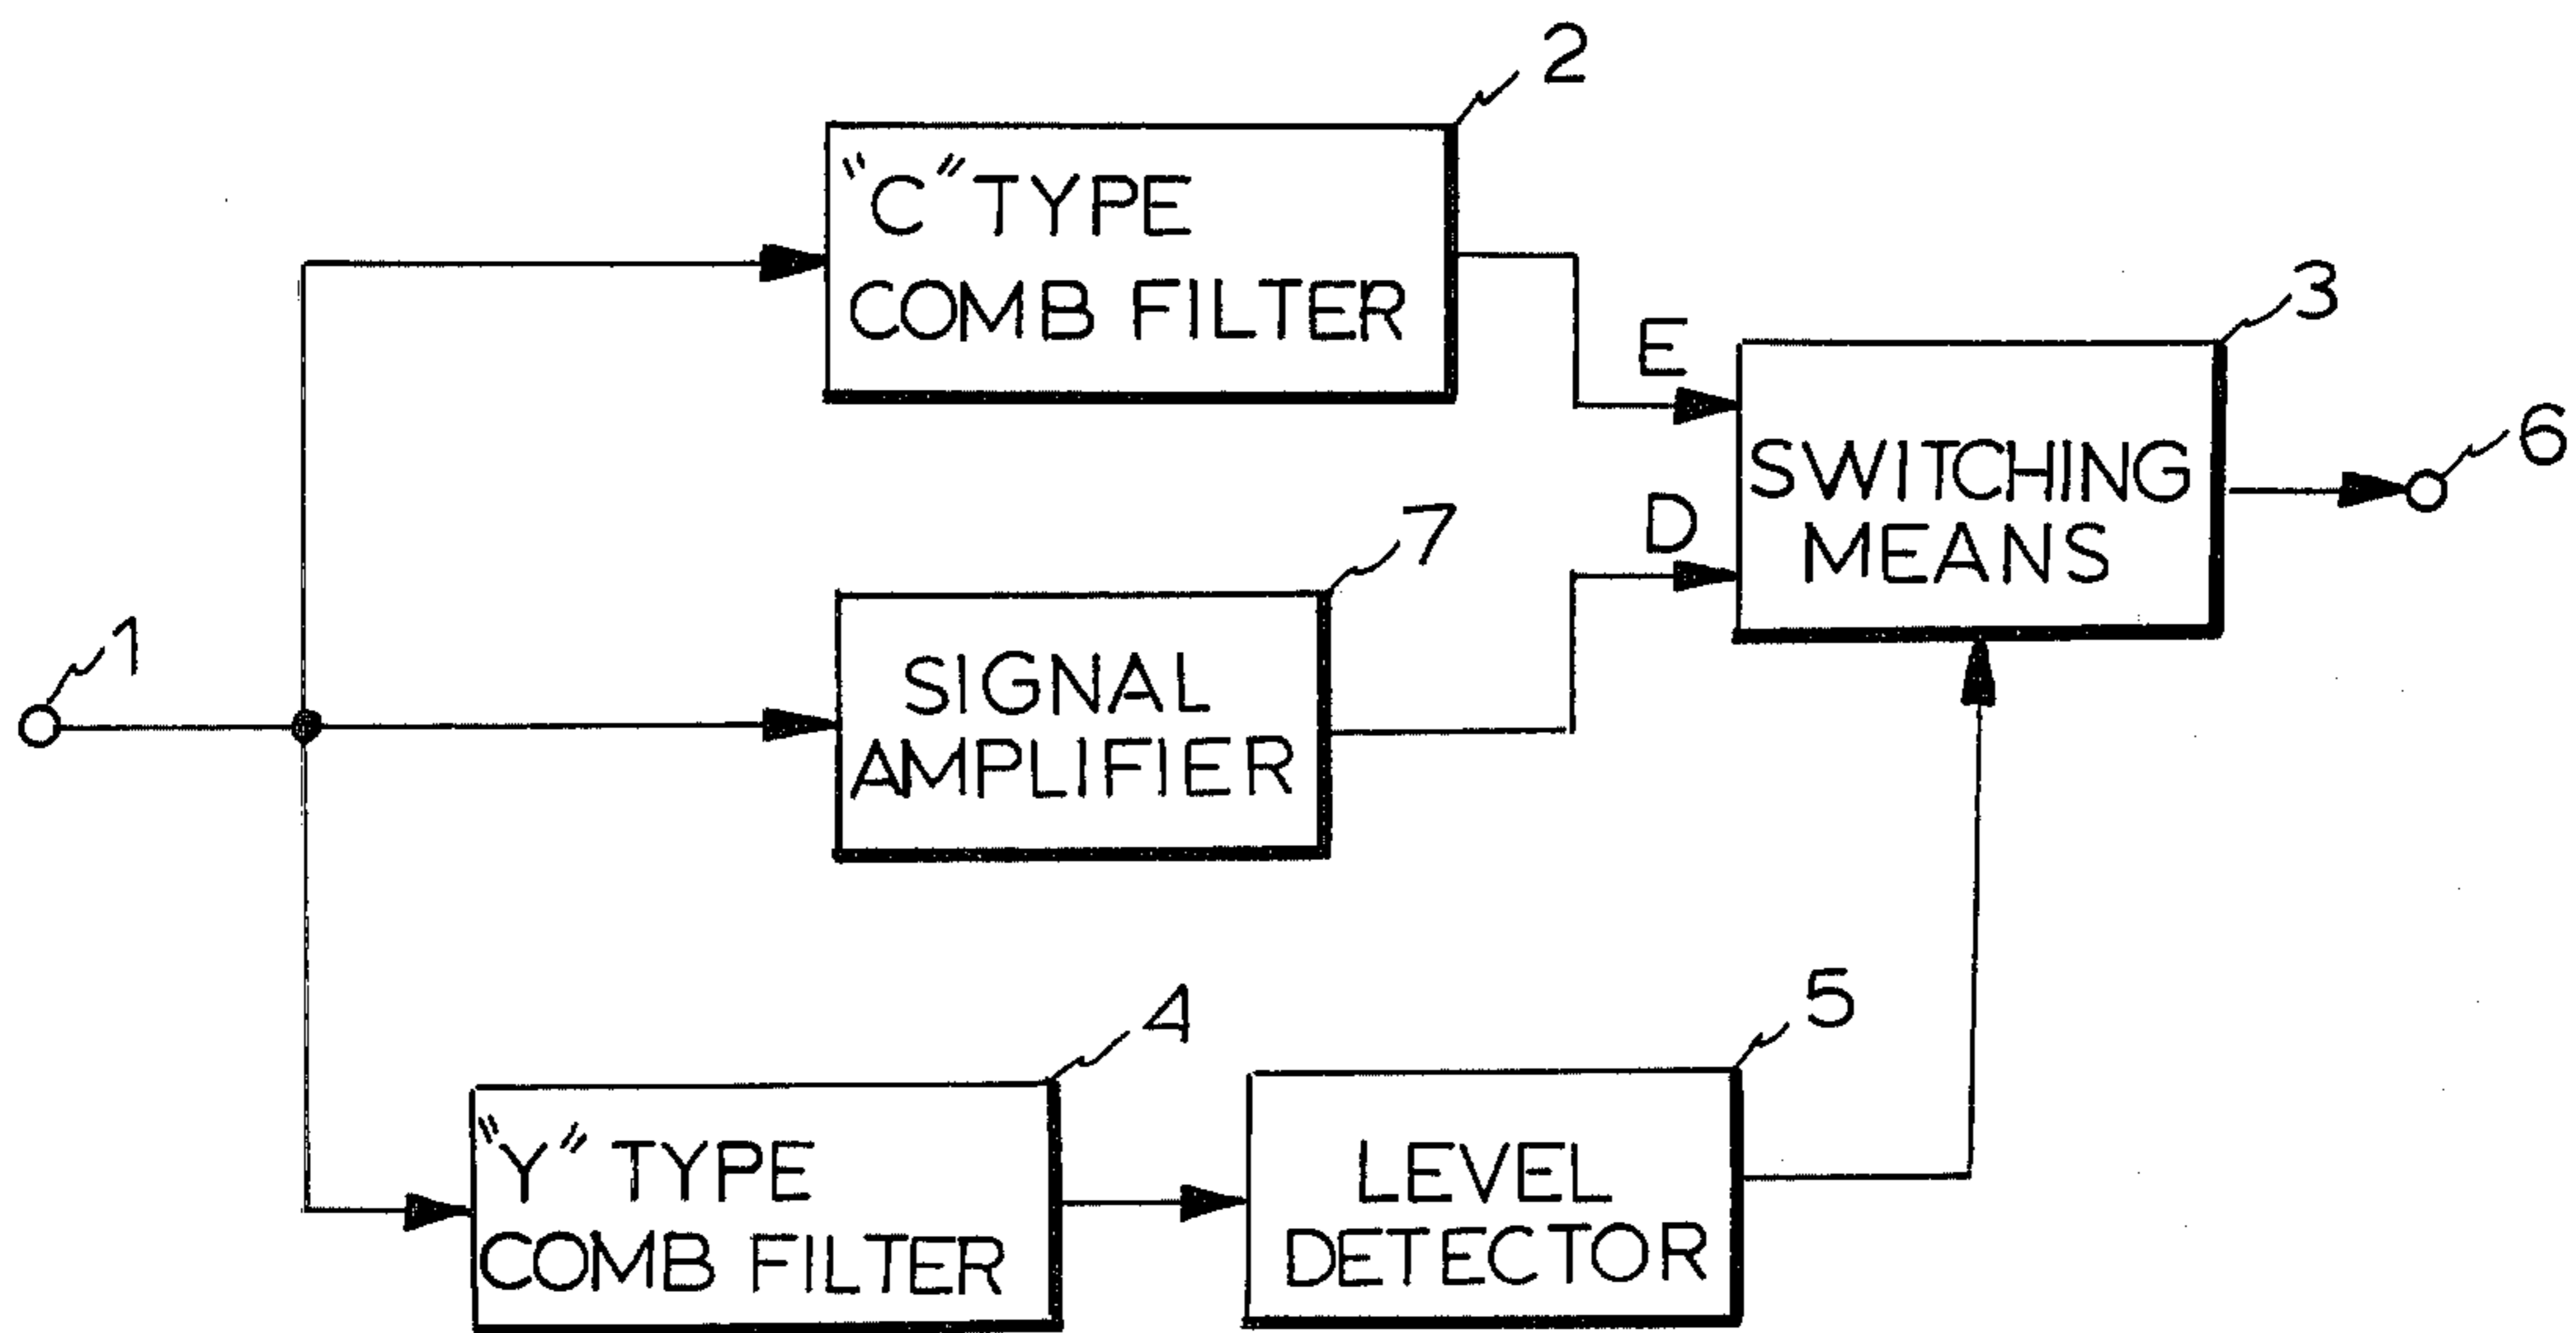 2
"C" TYPE
COMB FILTER
3
E
6
SWITCHING
MEANS
D
7
1
SIGNAL
AMPLIFIER
4
5
"Y" TYPE
COMB FILTER
LEVEL
DETECTOR